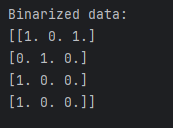 Binarized data:
[[1. 0. 1.]
[0. 1. 0.]
[1. 0. 0.]
[1. 0. 0.]]